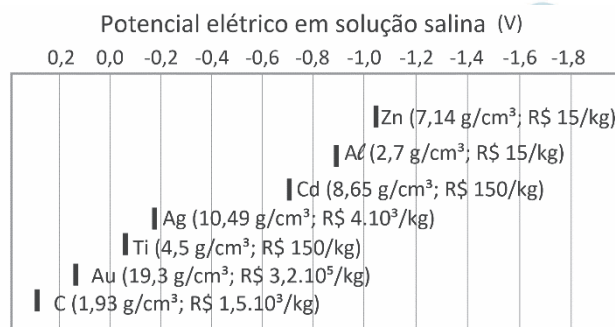 Potencial elétrico em solução salina (V)
0,2 0,0 -0,2 -0,4 -0,6 -0,8 -1,0 -1,2 -1,4 -1,6 -1,8
Zn (7,14 g/cm³; R$ 15/kg)
Aℓ (2,7 g/cm³; R$ 15/kg)
Cd (8,65 g/cm³; R$ 150/kg)
Ag (10,49 g/cm³; R$ 4.10³/kg)
Ti (4,5 g/cm³; R$ 150/kg)
Au (19,3 g/cm³; R$ 3,2.10⁵/kg)
C (1,93 g/cm³; R$ 1,5.10³/kg)